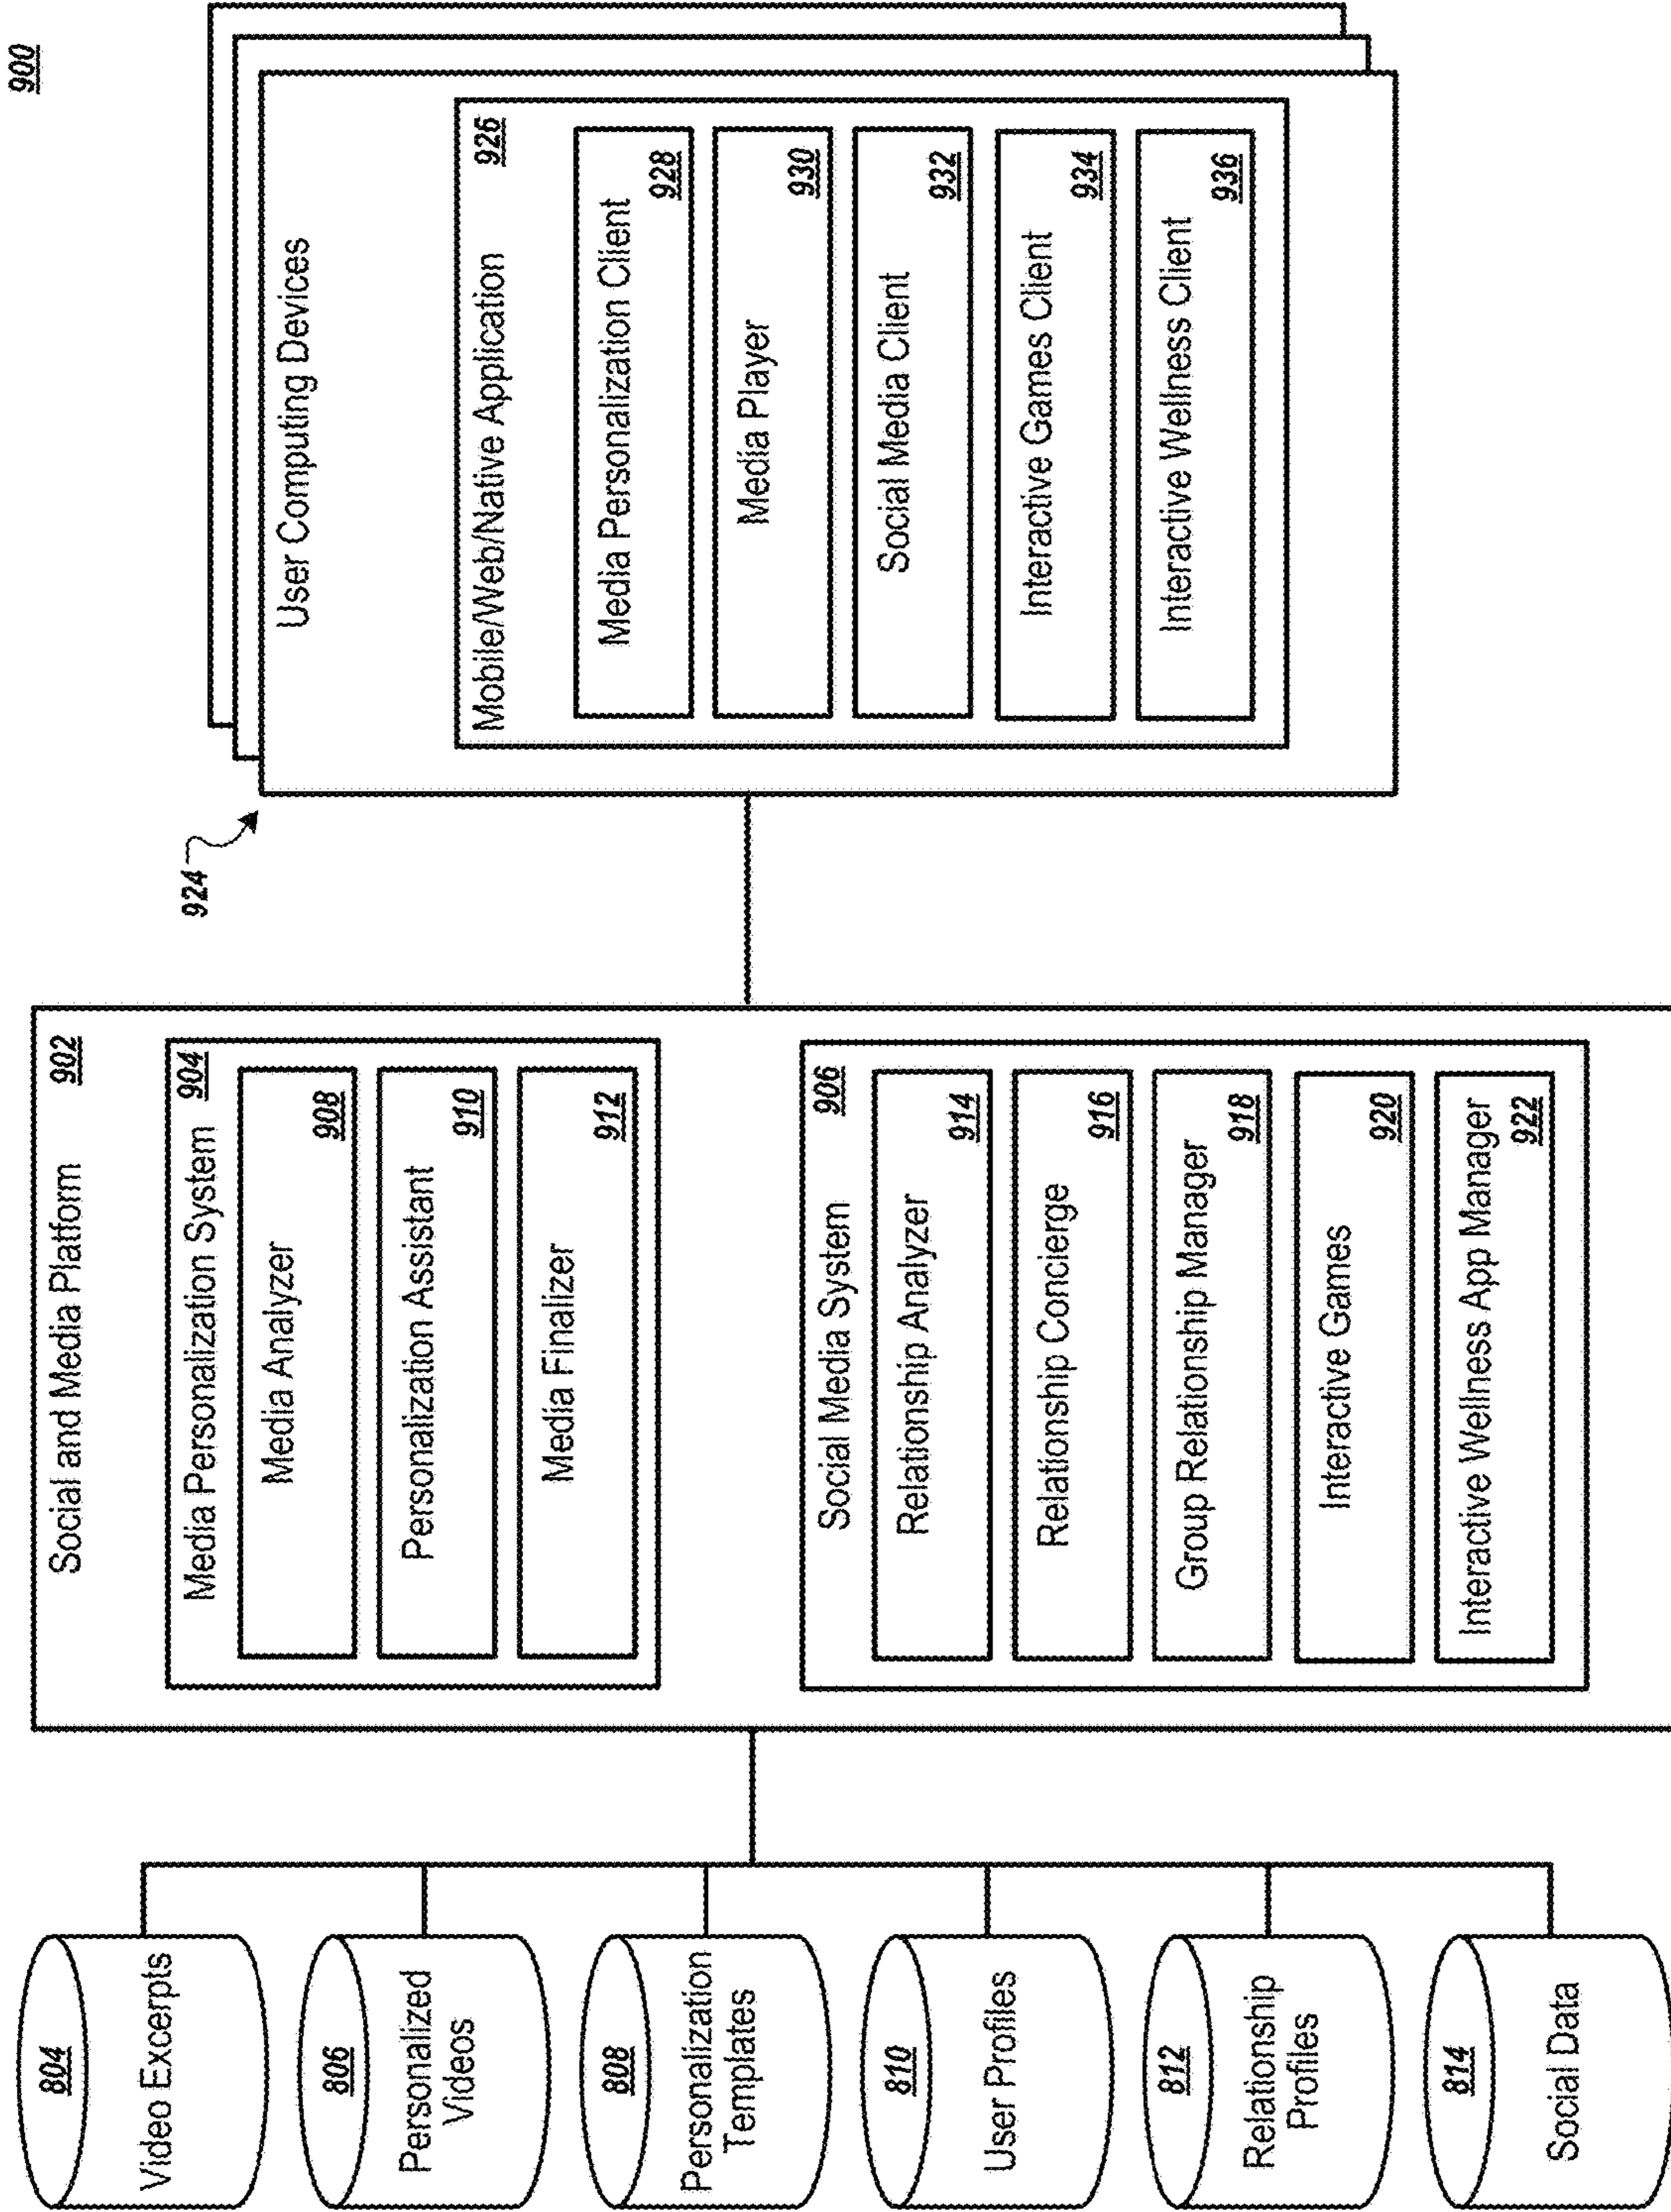 900
804
Video Excerpts
806
Personalized
Videos
808
Personalization
Templates
810
User Profiles
812
Relationship
Profiles
814
Social Data
Social and Media Platform 902
Media Personalization System 904
Media Analyzer
908
Personalization Assistant
910
Media Finalizer
912
Social Media System 906
Relationship Analyzer
914
Relationship Concierge
916
Group Relationship Manager
918
Interactive Games
920
Interactive Wellness App Manager
922
924
User Computing Devices
Mobile/Web/Native Application 926
Media Personalization Client
928
Media Player
930
Social Media Client
932
Interactive Games Client
934
Interactive Wellness Client
936